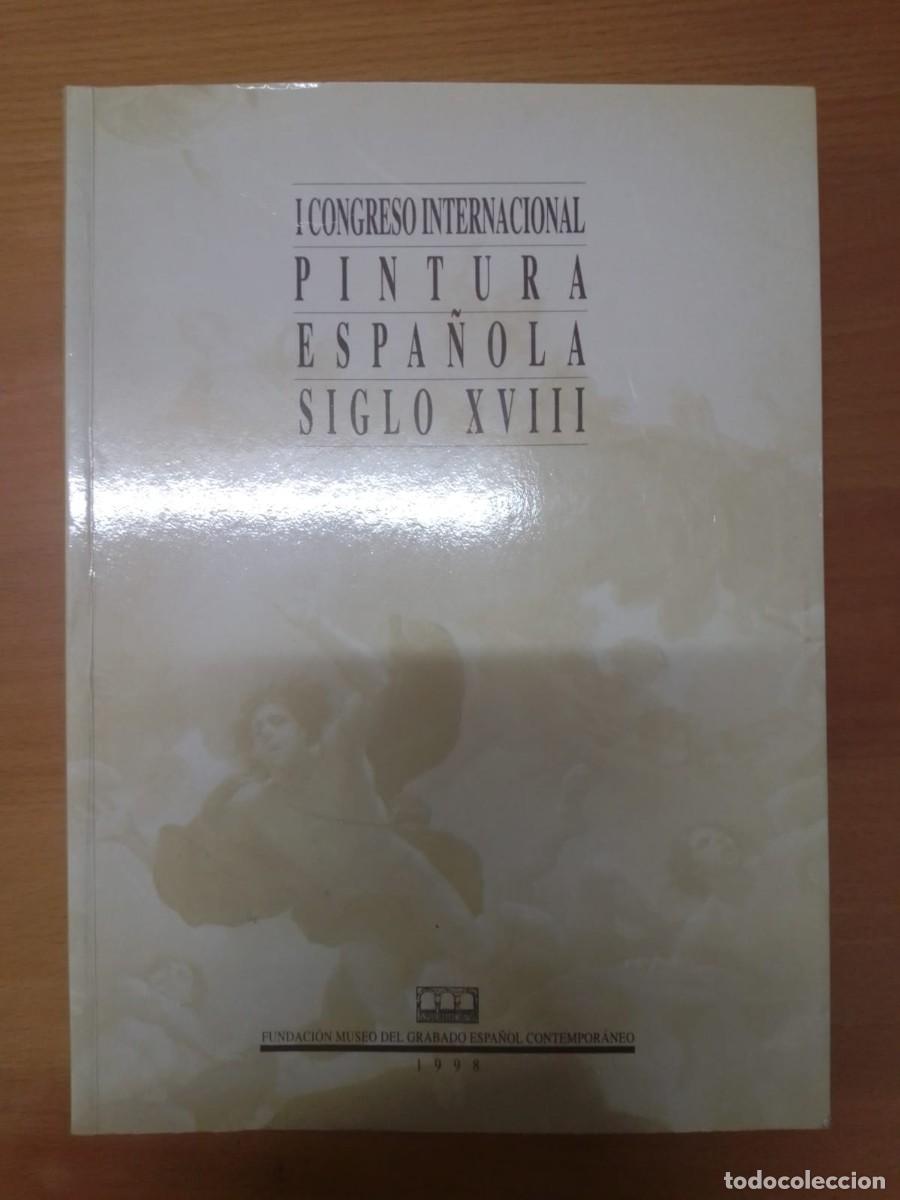 I CONGRESO INTERNACIONAL
PINTURA
ESPAÑOLA
SIGLO XVIII
FUNDACIÓN MUSEO DEL GRABADO ESPAÑOL CONTEMPORÁNEO
1998
todocoleccion